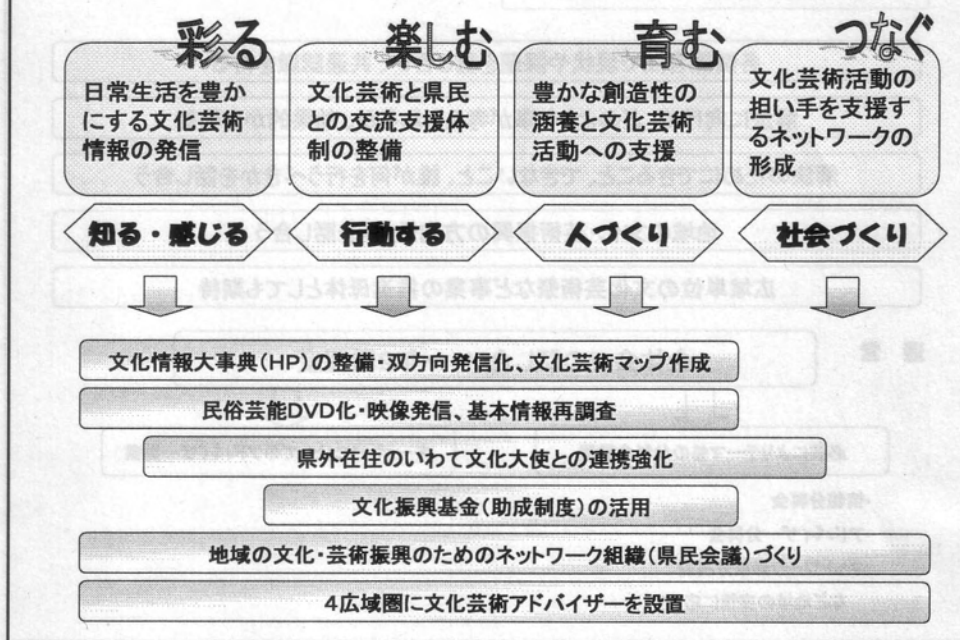 彩る
日常生活を豊か
にする文化芸術
情報の発信
知る・感じる
楽しむ
文化芸術と県民
との交流支援体
制の整備
行動する
育む
豊かな創造性の
涵養と文化芸術
活動への支援
人づくり
つなぐ
文化芸術活動の
担い手を支援す
るネットワークの
形成
社会づくり
文化情報大事典(HP)の整備・双方向発信化、文化芸術マップ作成
民俗芸能DVD化・映像発信、基本情報再調査
県外在住のいわて文化大使との連携強化
文化振興基金(助成制度)の活用
地域の文化・芸術振興のためのネットワーク組織(県民会議)づくり
4広域圏に文化芸術アドバイザーを設置